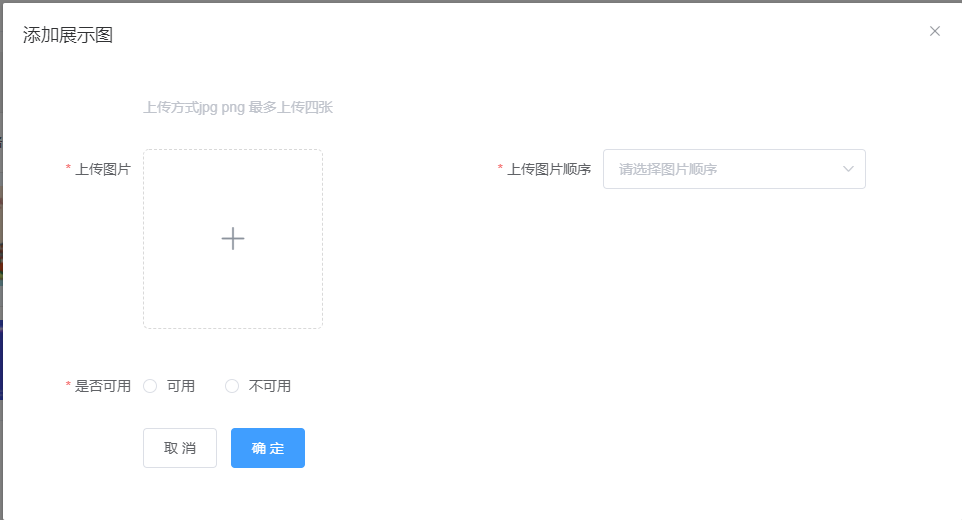 添加展示图
上传方式jpg png 最多上传四张
* 上传图片
* 上传图片顺序 请选择图片顺序
* 是否可用 可用 不可用
取 消 确 定